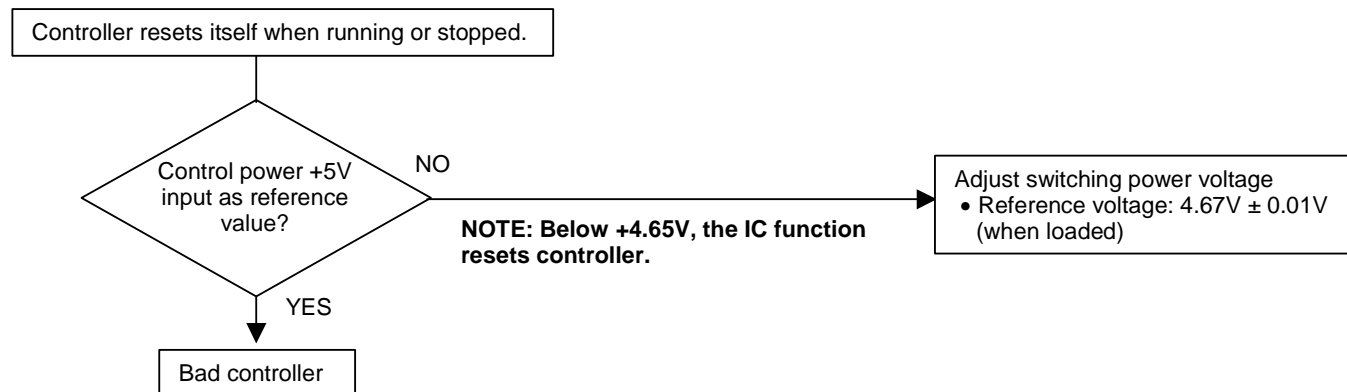 Controller resets itself when running or stopped.
Control power +5V
input as reference
value?
NO
NOTE: Below +4.65V, the IC function
resets controller.
Adjust switching power voltage
• Reference voltage: 4.67V ± 0.01V
(when loaded)
YES
Bad controller